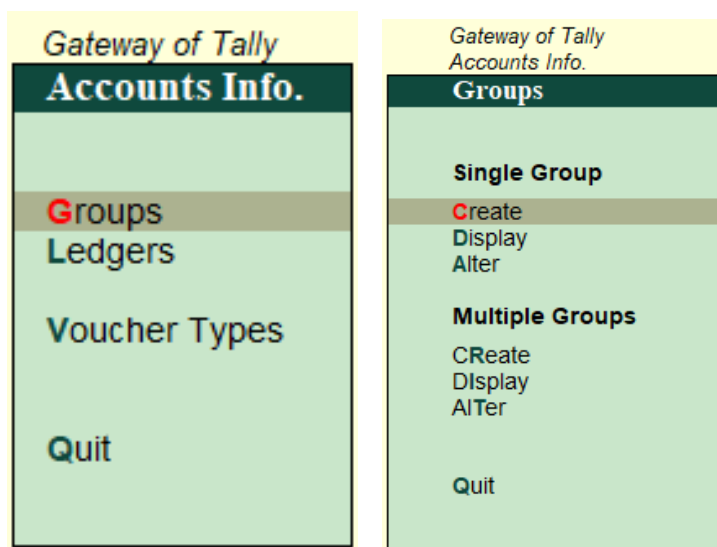 Gateway of Tally
Accounts Info.
Groups
Ledgers
Voucher Types
Quit
Gateway of Tally
Accounts Info.
Groups
Single Group
Create
Display
Alter
Multiple Groups
CReate
DIsplay
AlTer
Quit